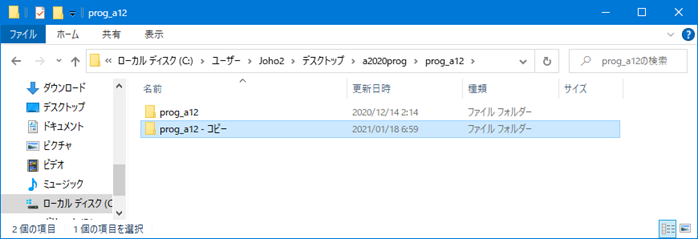 prog_a12
ファイル ホーム 共有 表示
« ローカル ディスク (C:) › ユーザー › Joho2 › デスクトップ › a2020prog › prog_a12 › prog_a12の検索
名前 更新日時 種類 サイズ
ダウンロード
デスクトップ
ドキュメント
ピクチャ
ビデオ
ミュージック
ローカル ディスク (C
prog_a12 2020/12/14 2:14 ファイル フォルダー
prog_a12 - コピー 2021/01/18 6:59 ファイル フォルダー
2 個の項目 1 個の項目を選択